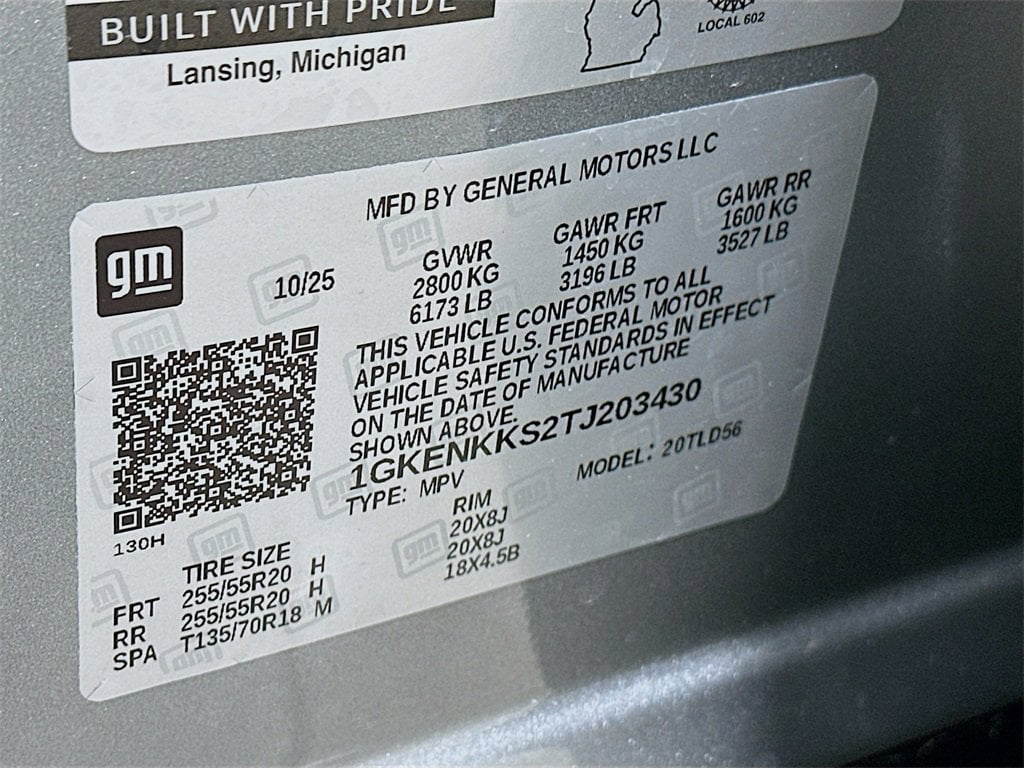 BUILT WITH PRIDE
Lansing, Michigan
LOCAL 602
MFD BY GENERAL MOTORS LLC
gm
10/25
GVWR GAWR FRT GAWR RR
2800 KG 1450 KG 1600 KG
6173 LB 3196 LB 3527 LB
THIS VEHICLE CONFORMS TO ALL
APPLICABLE U.S. FEDERAL MOTOR
VEHICLE SAFETY STANDARDS IN EFFECT
ON THE DATE OF MANUFACTURE
SHOWN ABOVE.
1GKENKKS2TJ203430
TYPE: MPV MODEL: 20TLD56
130H
TIRE SIZE RIM
FRT 255/55R20 H 20X8J
RR 255/55R20 H 20X8J
SPA T135/70R18 M 18X4.5B